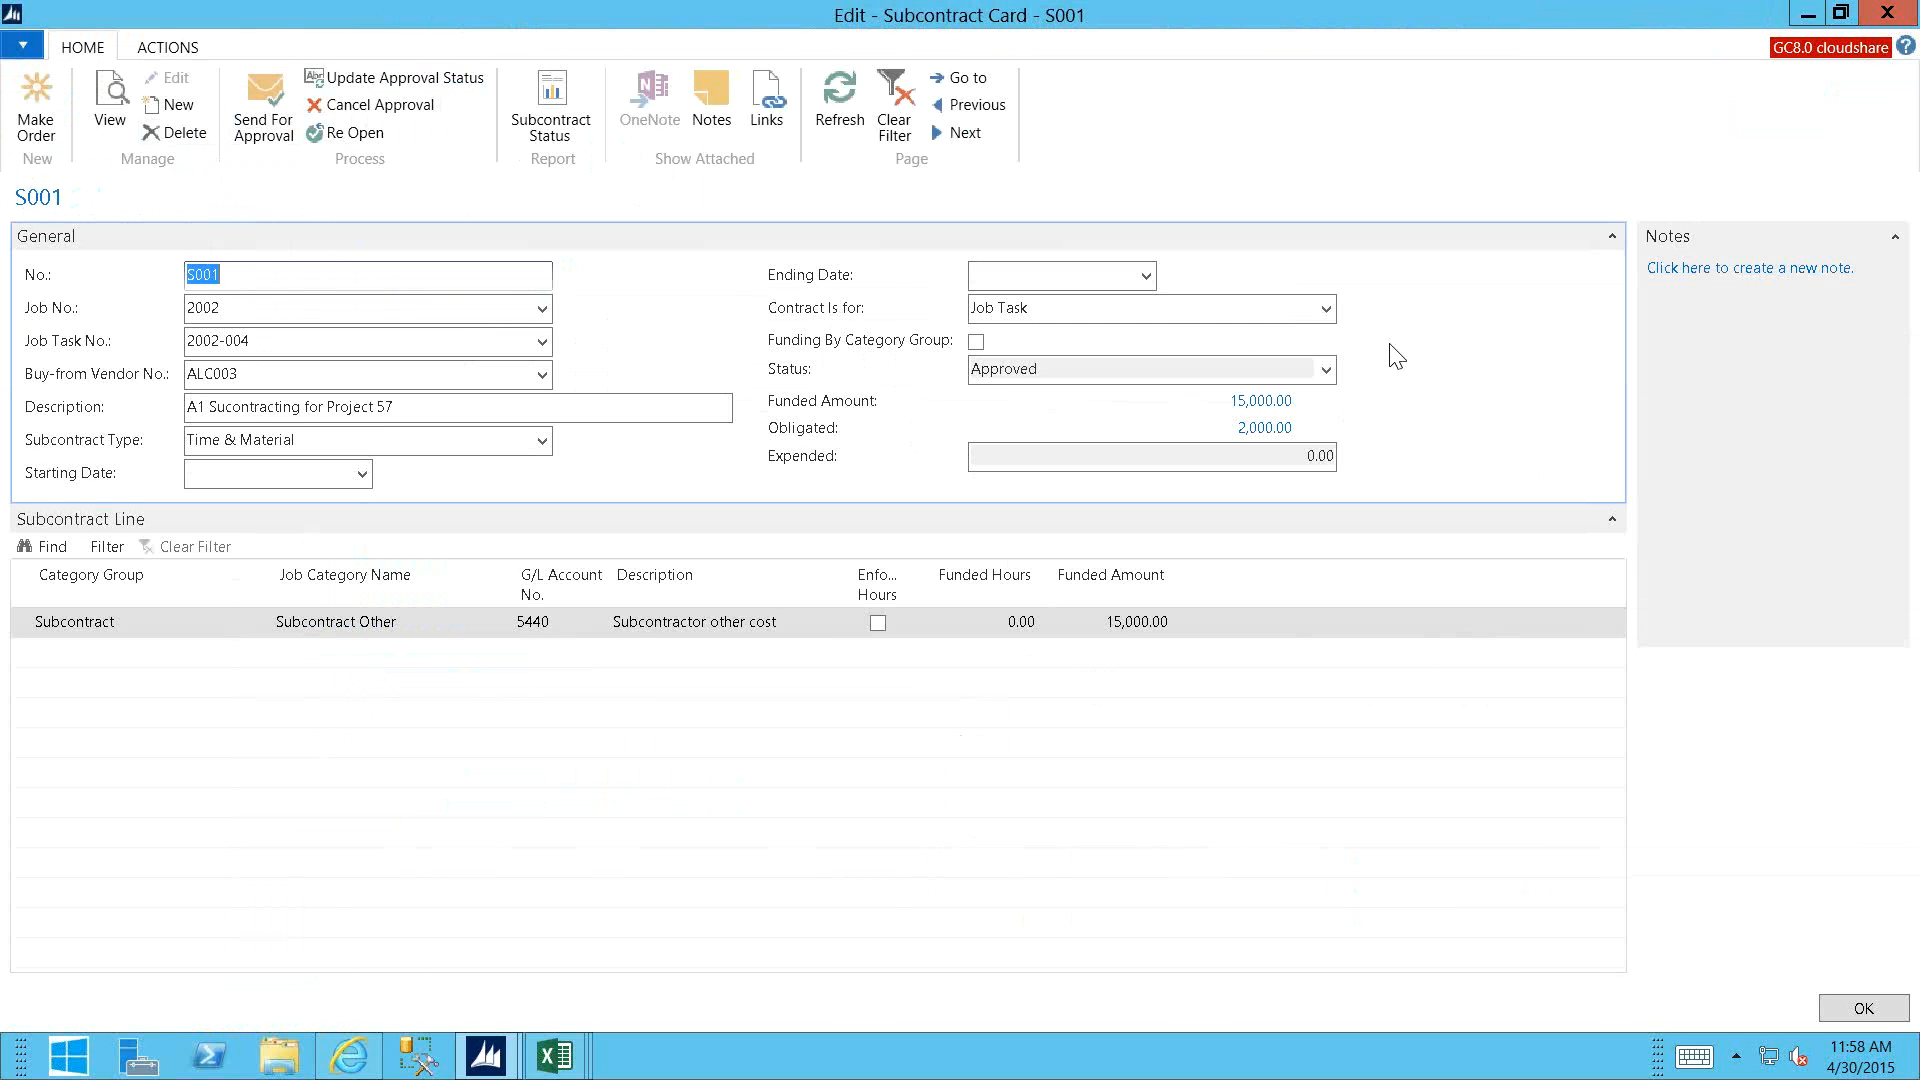 Edit - Subcontract Card - S001
HOME ACTIONS
GC8.0 cloudshare ?
Make Order
New
View
Edit
New
Delete
Manage
Send For Approval
Update Approval Status
Cancel Approval
Re Open
Process
Subcontract Status
Report
OneNote
Notes
Links
Show Attached
Refresh
Clear Filter
Go to
Previous
Next
Page
S001
General
No.: S001
Job No.: 2002
Job Task No.: 2002-004
Buy-from Vendor No.: ALC003
Description: A1 Sucontracting for Project 57
Subcontract Type: Time & Material
Starting Date:
Ending Date:
Contract Is for: Job Task
Funding By Category Group:
Status: Approved
Funded Amount: 15,000.00
Obligated: 2,000.00
Expended: 0.00
Notes
Click here to create a new note.
Subcontract Line
Find Filter Clear Filter
Category Group Job Category Name G/L Account No. Description Enfo... Hours Funded Hours Funded Amount
Subcontract Subcontract Other 5440 Subcontractor other cost 0.00 15,000.00
OK
11:58 AM
4/30/2015